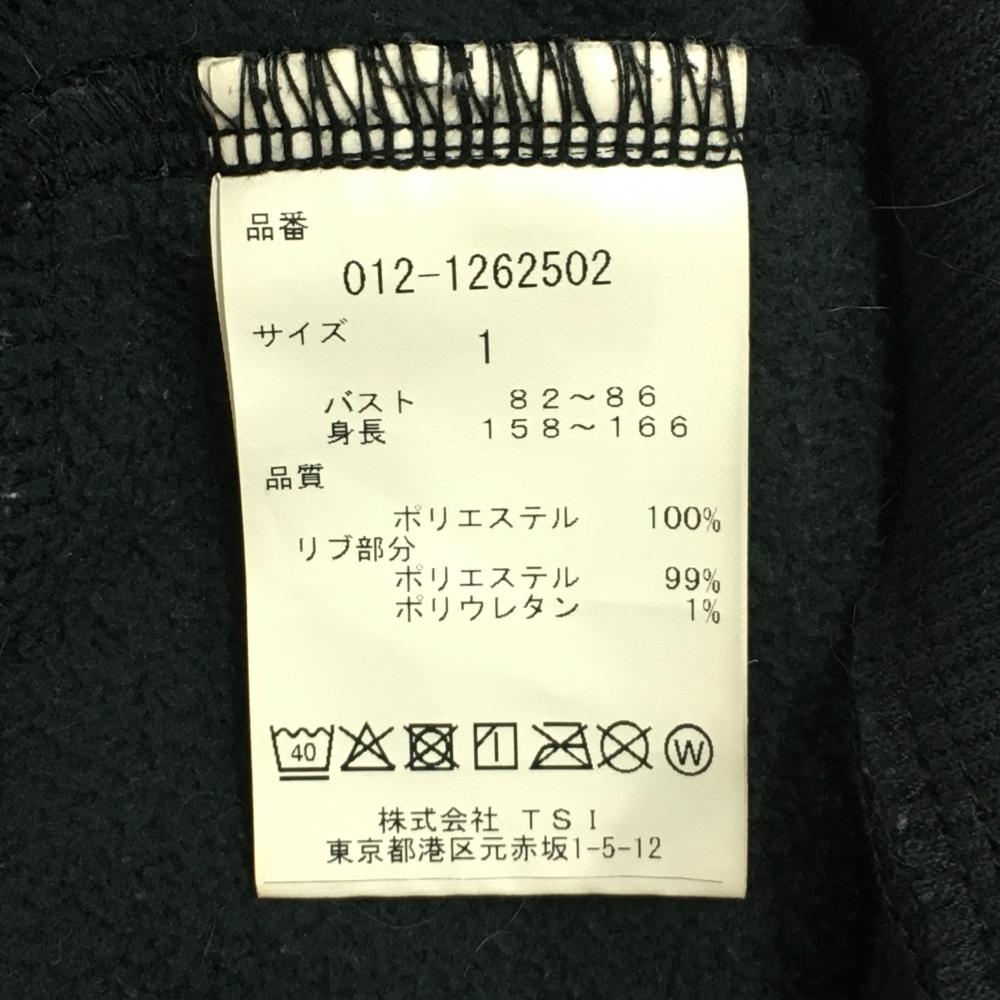 品番
012-1262502
サイズ 1
バスト 82～86
身長 158～166
品質
ポリエステル 100%
リブ部分
ポリエステル 99%
ポリウレタン 1%
40 W
株式会社 TSI
東京都港区元赤坂1-5-12